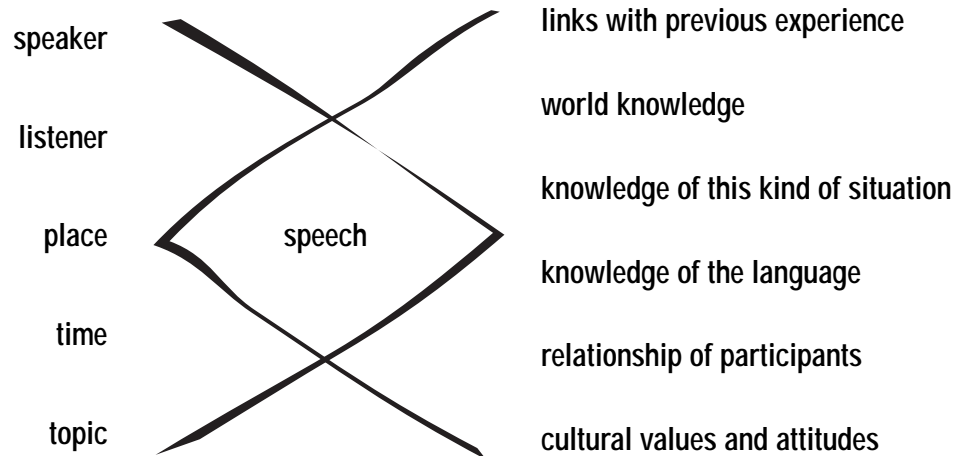 speaker
listener
place
time
topic
speech
links with previous experience
world knowledge
knowledge of this kind of situation
knowledge of the language
relationship of participants
cultural values and attitudes